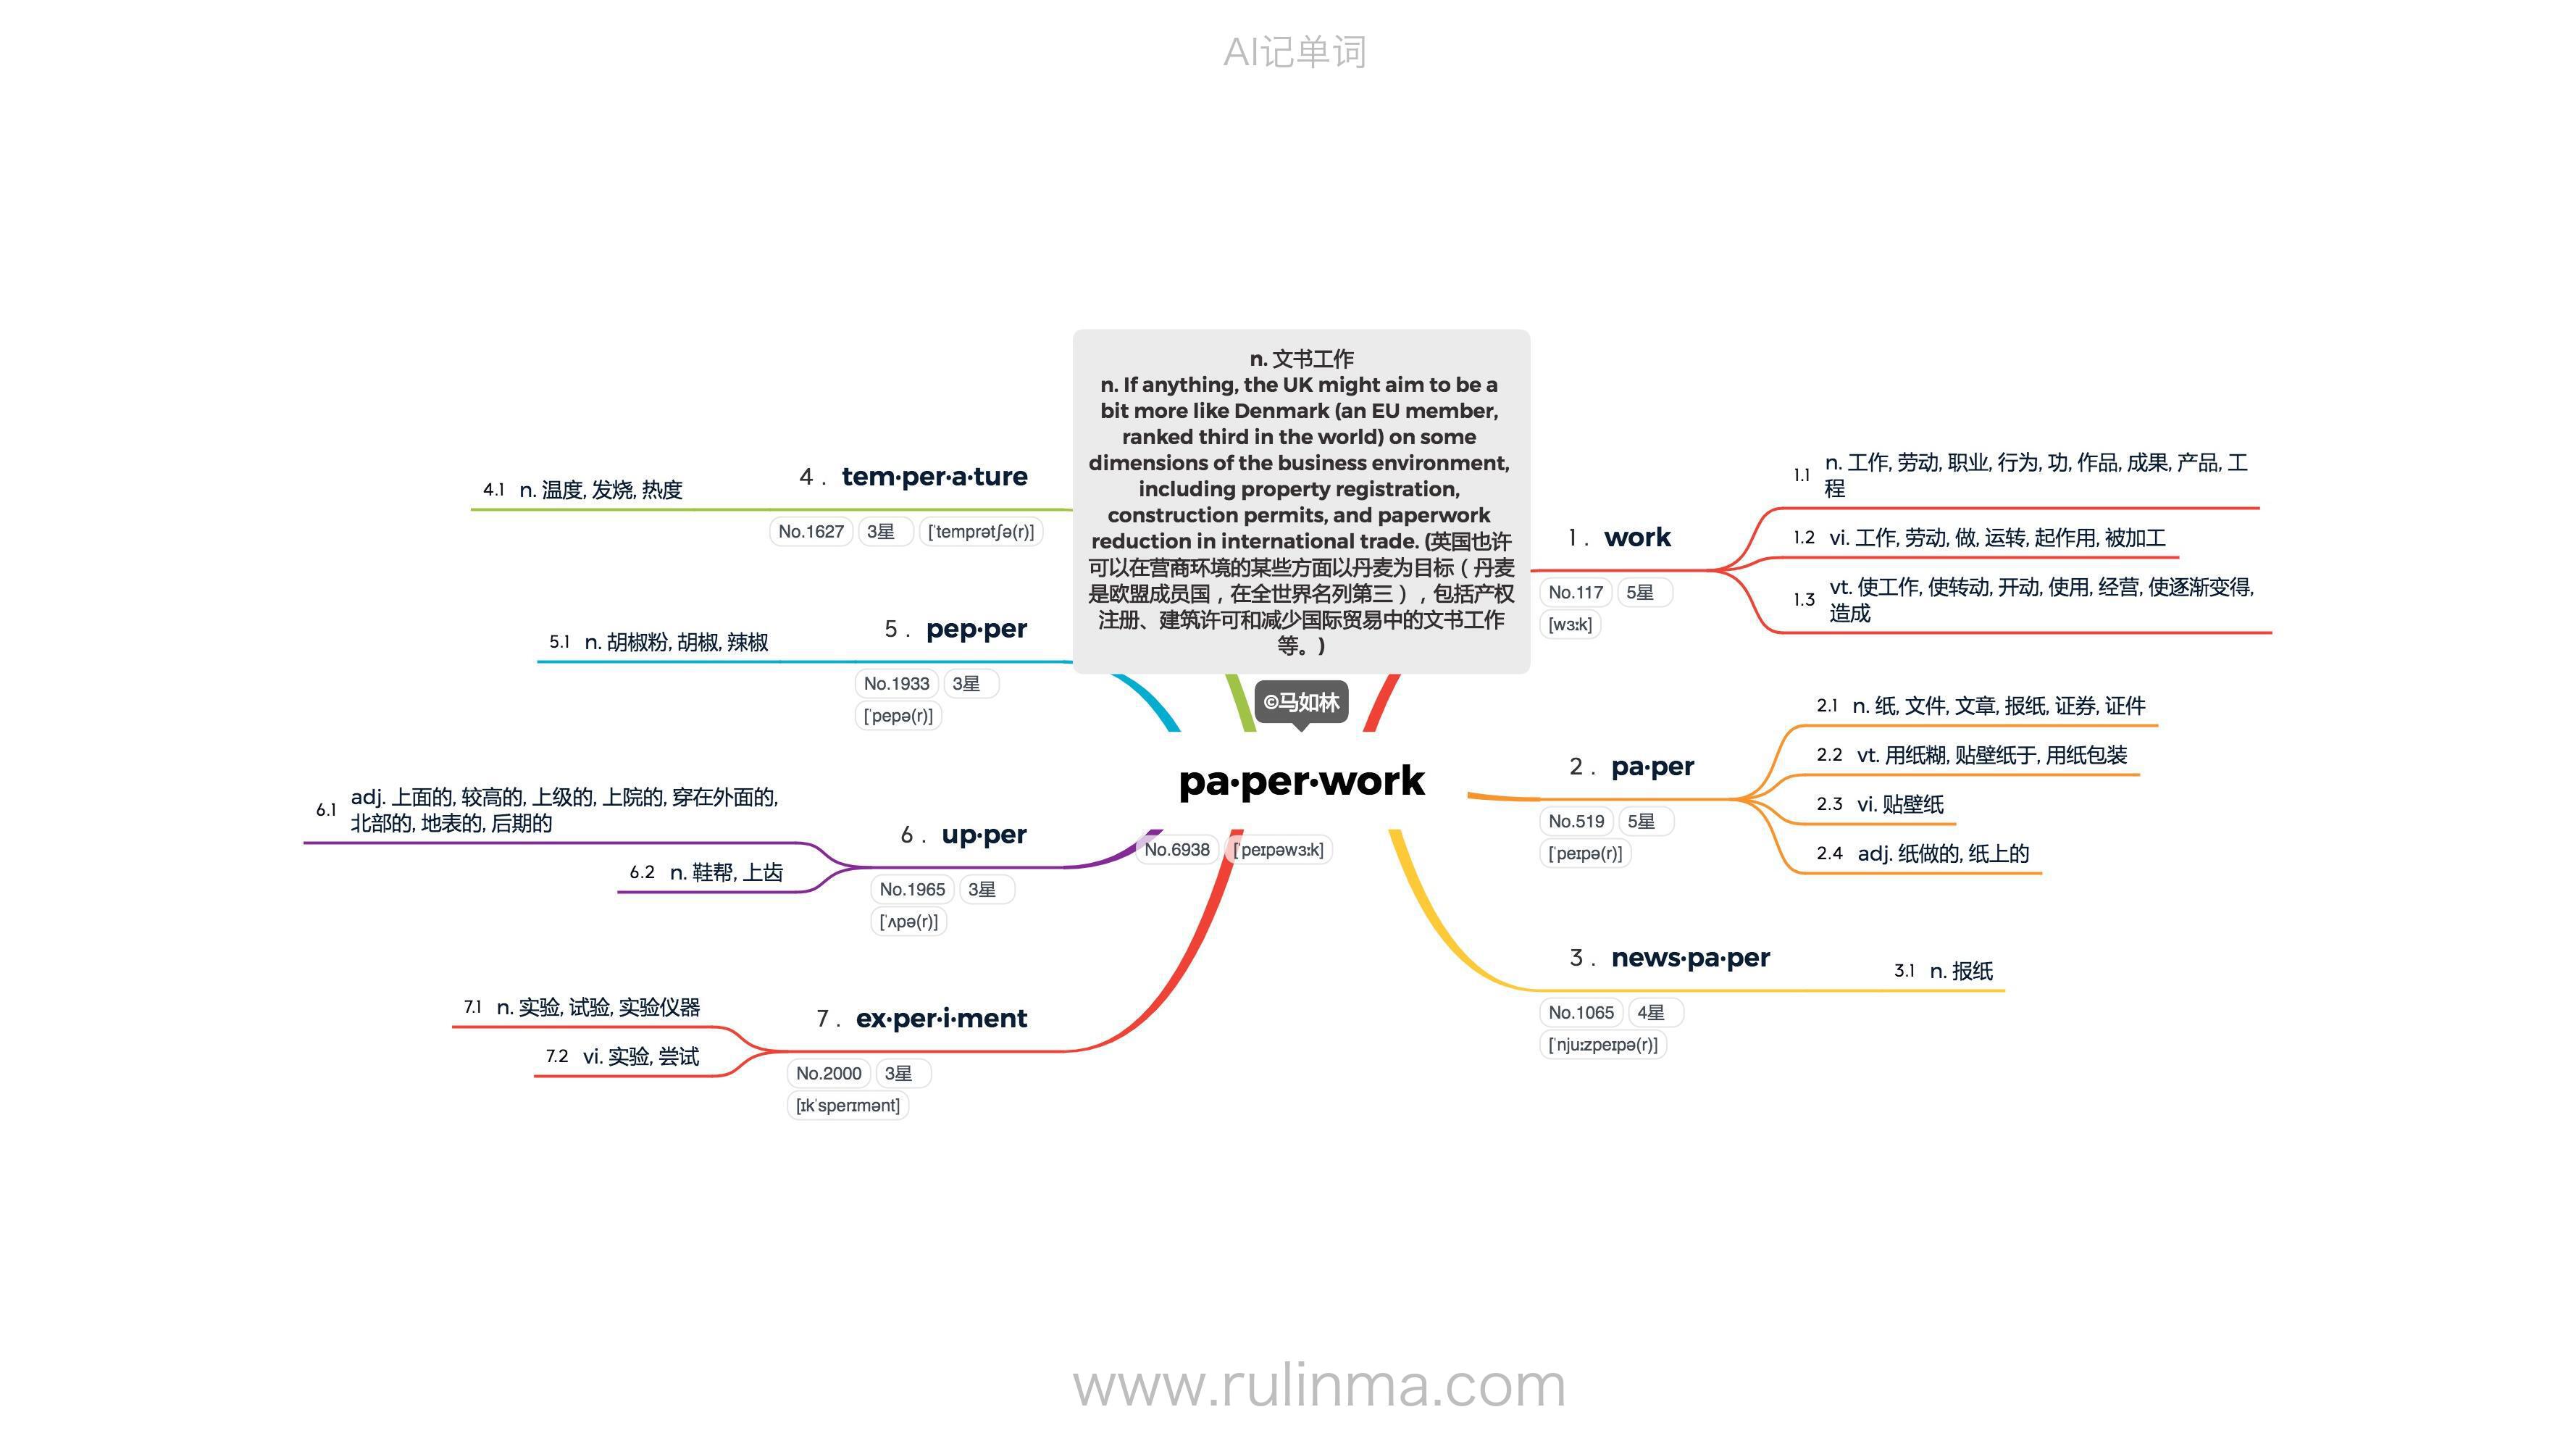 AI记单词
n. 文书工作
n. If anything, the UK might aim to be a
bit more like Denmark (an EU member,
ranked third in the world) on some
dimensions of the business environment,
including property registration,
construction permits, and paperwork
reduction in international trade. (英国也许
可以在营商环境的某些方面以丹麦为目标（丹麦
是欧盟成员国，在全世界名列第三），包括产权
注册、建筑许可和减少国际贸易中的文书工作
等。)
©马如林
pa·per·work
No.6938 [ˈpeɪpəwɜːk]
1 . work
No.117 5星
[wɜːk]
1.1 n. 工作, 劳动, 职业, 行为, 功, 作品, 成果, 产品, 工
程
1.2 vi. 工作, 劳动, 做, 运转, 起作用, 被加工
1.3 vt. 使工作, 使转动, 开动, 使用, 经营, 使逐渐变得,
造成
2 . pa·per
No.519 5星
[ˈpeɪpə(r)]
2.1 n. 纸, 文件, 文章, 报纸, 证券, 证件
2.2 vt. 用纸糊, 贴壁纸于, 用纸包装
2.3 vi. 贴壁纸
2.4 adj. 纸做的, 纸上的
3 . news·pa·per
No.1065 4星
[ˈnjuːzpeɪpə(r)]
3.1 n. 报纸
4 . tem·per·a·ture
No.1627 3星 [ˈtemprətʃə(r)]
4.1 n. 温度, 发烧, 热度
5 . pep·per
No.1933 3星
[ˈpepə(r)]
5.1 n. 胡椒粉, 胡椒, 辣椒
6 . up·per
No.1965 3星
[ˈʌpə(r)]
6.1 adj. 上面的, 较高的, 上级的, 上院的, 穿在外面的,
北部的, 地表的, 后期的
6.2 n. 鞋帮, 上齿
7 . ex·per·i·ment
No.2000 3星
[ɪkˈsperɪmənt]
7.1 n. 实验, 试验, 实验仪器
7.2 vi. 实验, 尝试
www.rulinma.com